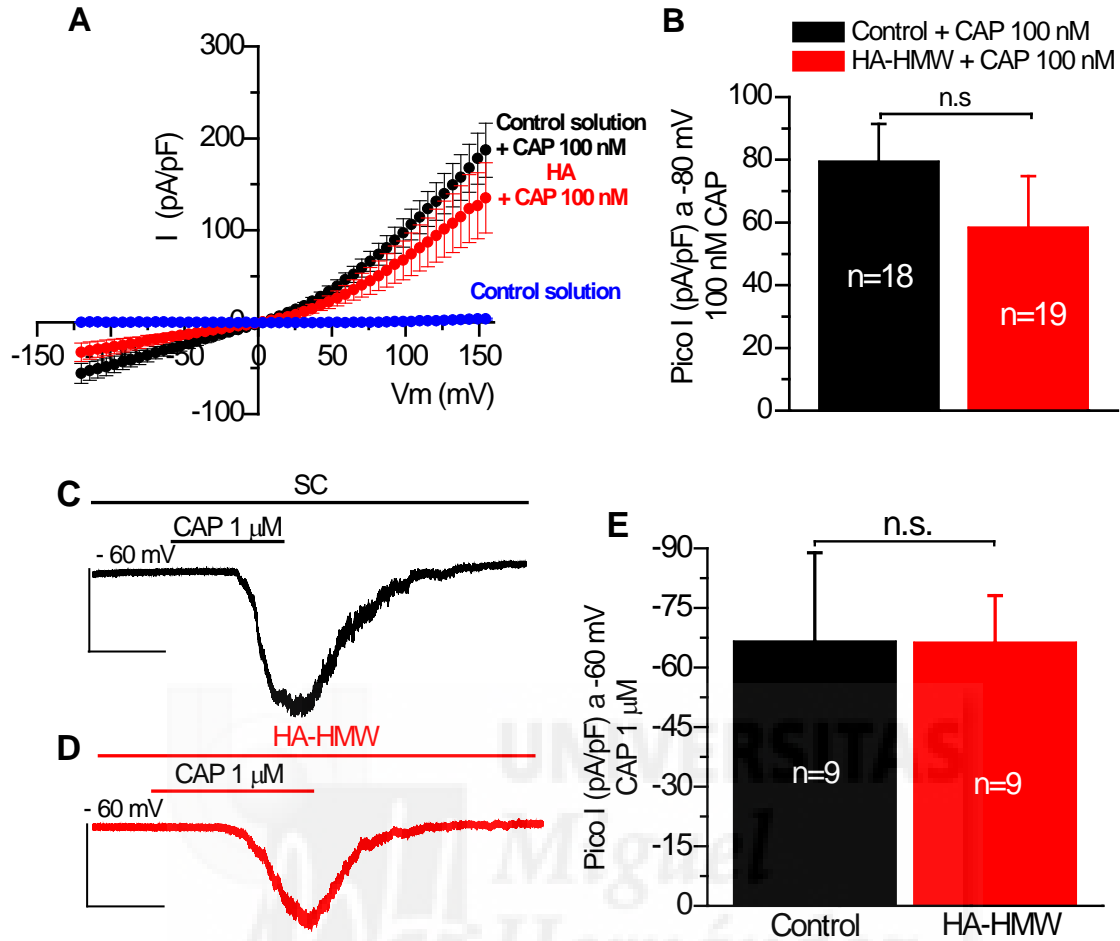 A
300
200
100
0
-100
I (pA/pF)
-150
-50
0
50
100
150
Vm (mV)
Control solution
+ CAP 100 nM
HA
+ CAP 100 nM
Control solution
B
Control + CAP 100 nM
HA-HMW + CAP 100 nM
n.s
100
80
60
40
20
0
Pico I (pA/pF) a -80 mV
100 nM CAP
n=18
n=19
C
SC
CAP 1 μM
- 60 mV
D
HA-HMW
CAP 1 μM
- 60 mV
E
n.s.
-90
-75
-60
-45
-30
-15
0
Pico I (pA/pF) a -60 mV
CAP 1 μM
n=9
n=9
Control
HA-HMW
UNIVERSITAS
Miguel
Hernández